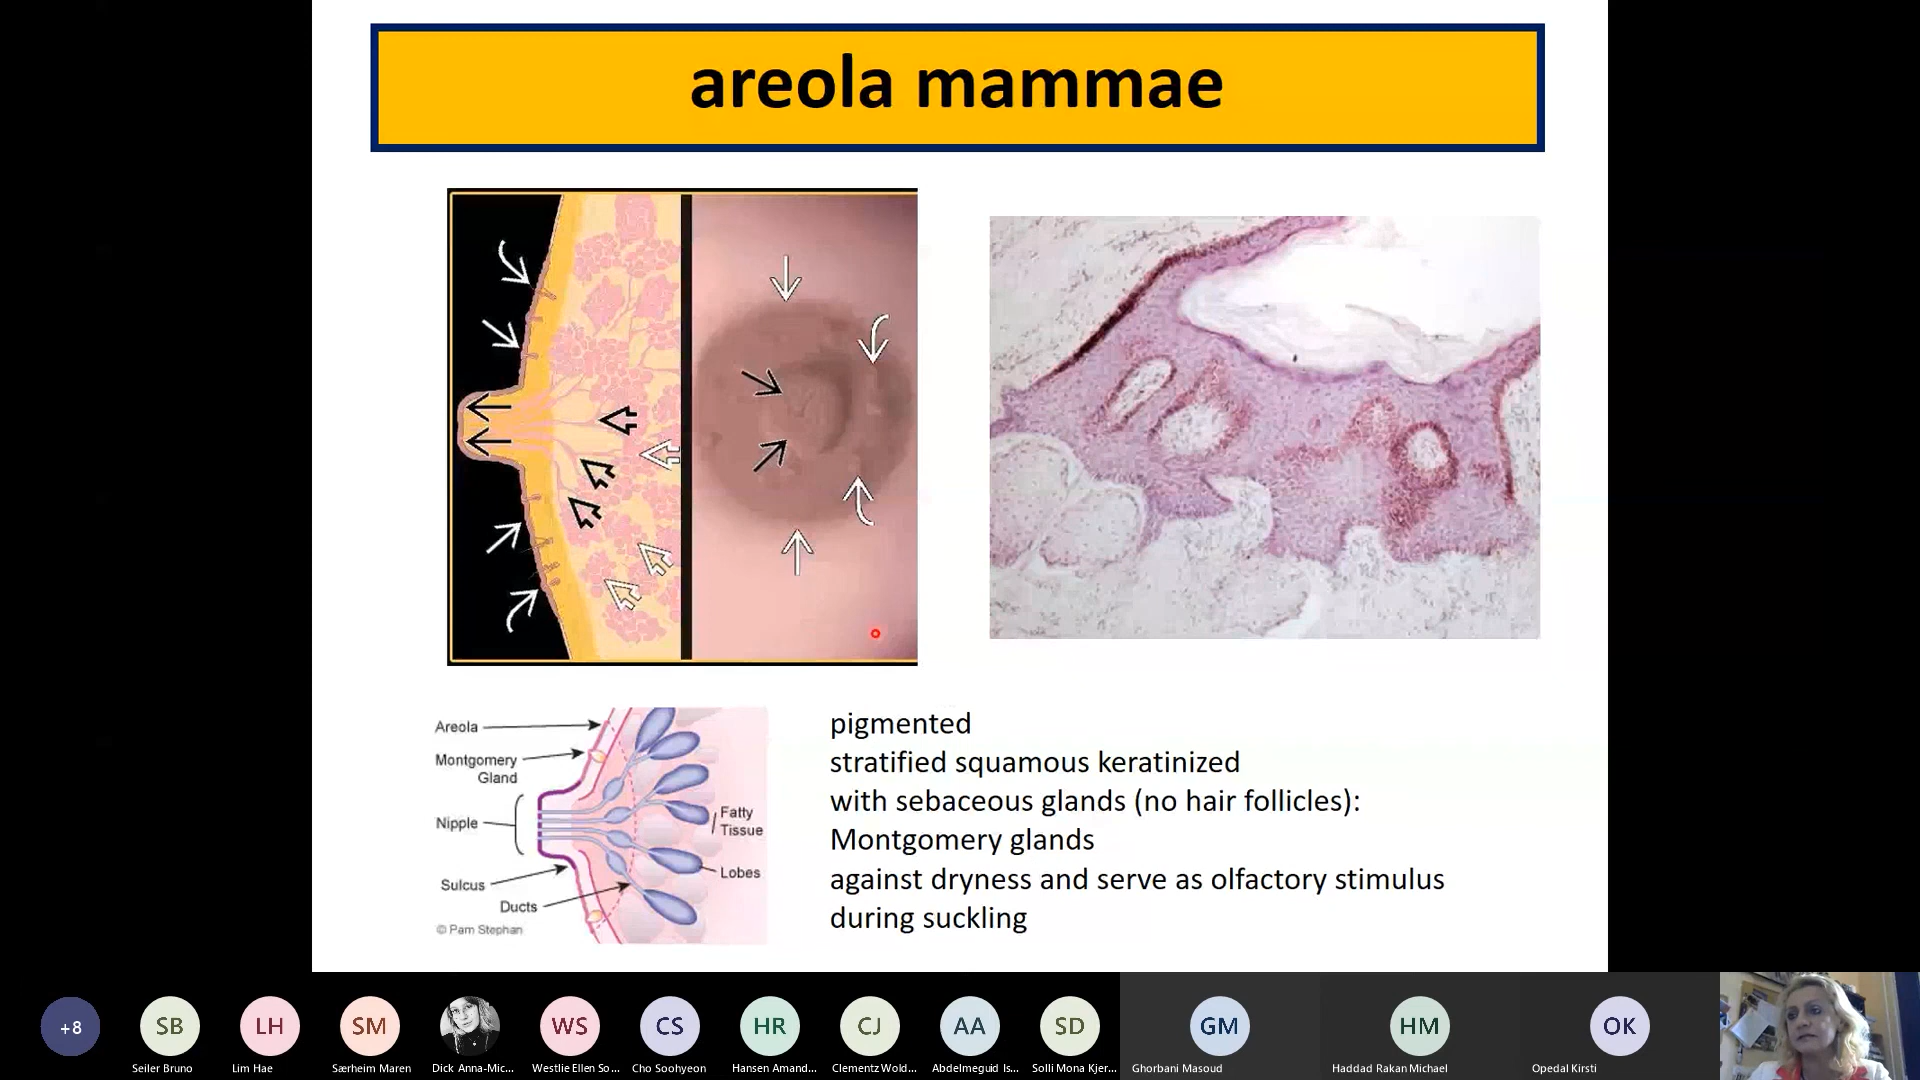 areola mammae
Areola
Montgomery
Gland
Nipple
Sulcus
Ducts
© Pam Stephan
Fatty
Tissue
Lobes
pigmented
stratified squamous keratinized
with sebaceous glands (no hair follicles):
Montgomery glands
against dryness and serve as olfactory stimulus
during suckling
+8
SB
LH
SM
WS
CS
HR
CJ
AA
SD
GM
HM
OK
Seiler Bruno
Lim Hae
Særheim Maren
Dick Anna-Mic...
Westlie Ellen So...
Cho Soohyeon
Hansen Amand...
Clementz Wold...
Abdelmeguid Is...
Solli Mona Kjer...
Ghorbani Masoud
Haddad Rakan Michael
Opedal Kirsti